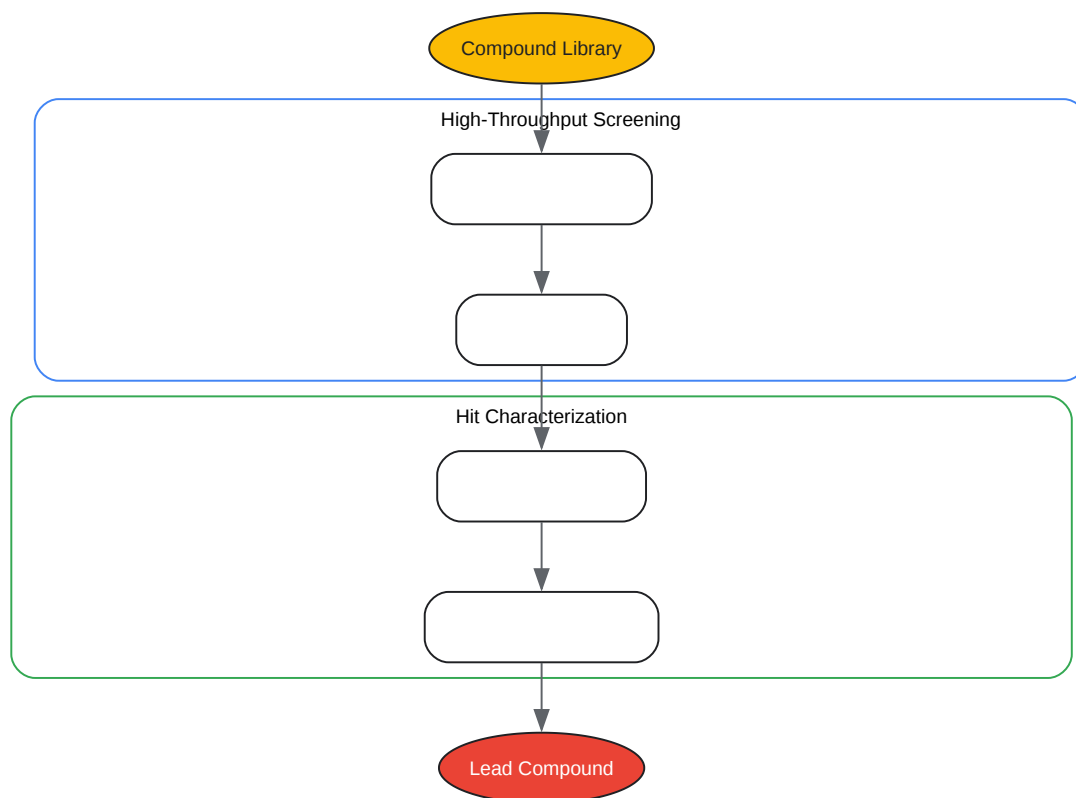 Compound Library
High-Throughput Screening
Hit Characterization
Lead Compound